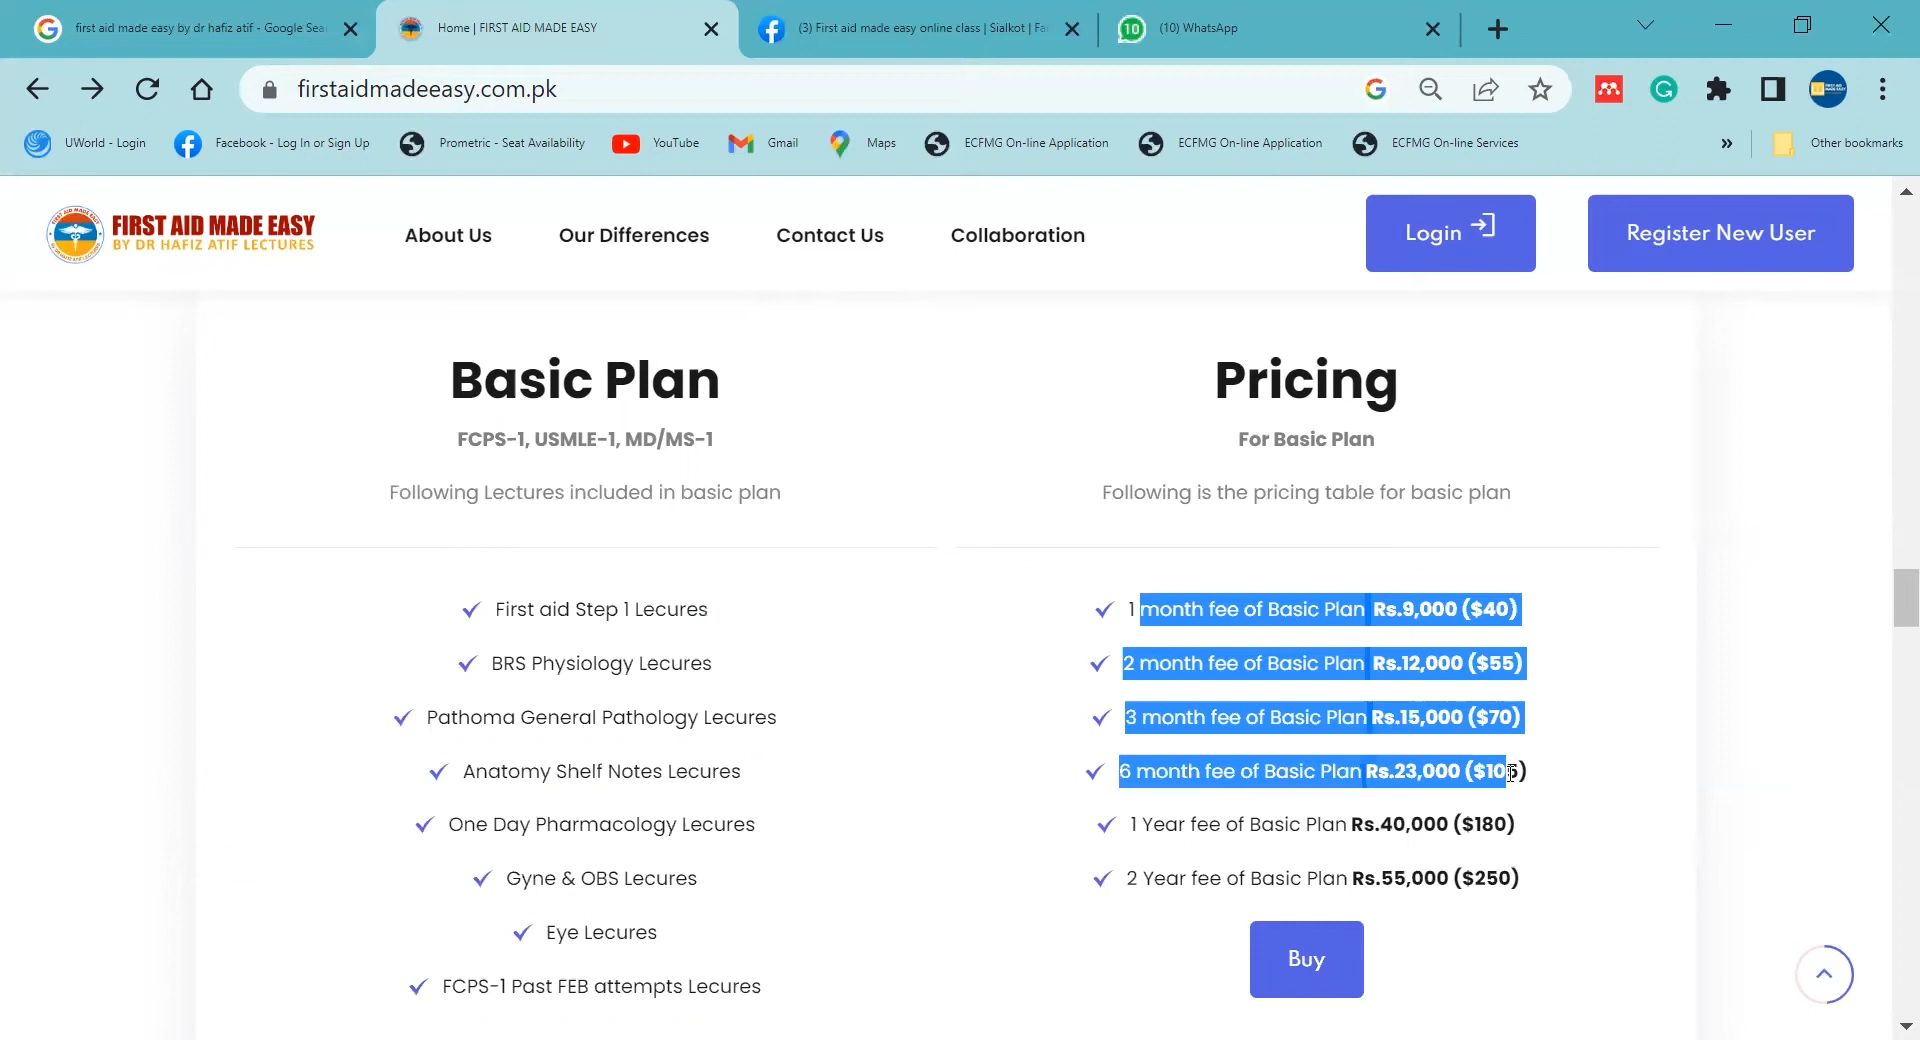 first aid made easy by dr hafiz atif - Google Sea
Home | FIRST AID MADE EASY
(3) First aid made easy online class | Sialkot | Fa
10
(10) WhatsApp
firstaidmadeeasy.com.pk
UWorld - Login
Facebook - Log In or Sign Up
Prometric - Seat Availability
YouTube
Gmail
Maps
ECFMG On-line Application
ECFMG On-line Application
ECFMG On-line Services
»
Other bookmarks
FIRST AID MADE EASY
BY DR HAFIZ ATIF LECTURES
About Us
Our Differences
Contact Us
Collaboration
Login
Register New User
Basic Plan
FCPS-1, USMLE-1, MD/MS-1
Following Lectures included in basic plan
First aid Step 1 Lecures
BRS Physiology Lecures
Pathoma General Pathology Lecures
Anatomy Shelf Notes Lecures
One Day Pharmacology Lecures
Gyne & OBS Lecures
Eye Lecures
FCPS-1 Past FEB attempts Lecures
Pricing
For Basic Plan
Following is the pricing table for basic plan
1 month fee of Basic Plan Rs.9,000 ($40)
2 month fee of Basic Plan Rs.12,000 ($55)
3 month fee of Basic Plan Rs.15,000 ($70)
6 month fee of Basic Plan Rs.23,000 ($105)
1 Year fee of Basic Plan Rs.40,000 ($180)
2 Year fee of Basic Plan Rs.55,000 ($250)
Buy